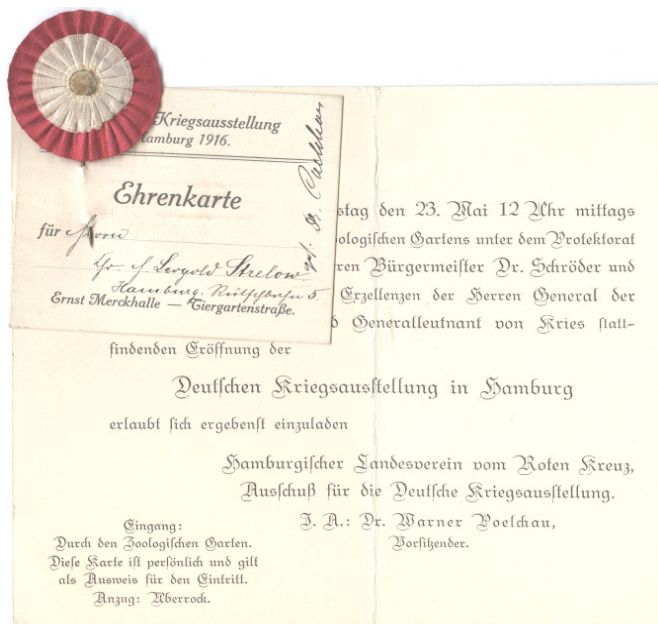 Kriegsausstellung
Hamburg 1916.
Ehrenkarte
für Herrn
Leopold Strelow
Hamburg. 5
Ernst Merckhalle — Tiergartenstraße.
stag den 23. Mai 12 Uhr mittags
oologiſchen Gartens unter dem Protektorat
ren Bürgermeiſter Dr. Schröder und
Exzellenzen der Herren General der
d Generalleutnant von Kries ſtatt-
findenden Eröffnung der
Deutſchen Kriegsausſtellung in Hamburg
erlaubt ſich ergebenſt einzuladen
Hamburgiſcher Landesverein vom Roten Kreuz,
Ausſchuß für die Deutſche Kriegsausſtellung.
J. A.: Dr. Warner Poelchau,
Vorſitzender.
Eingang:
Durch den Zoologiſchen Garten.
Dieſe Karte iſt perſönlich und gilt
als Ausweis für den Eintritt.
Anzug: Überrock.